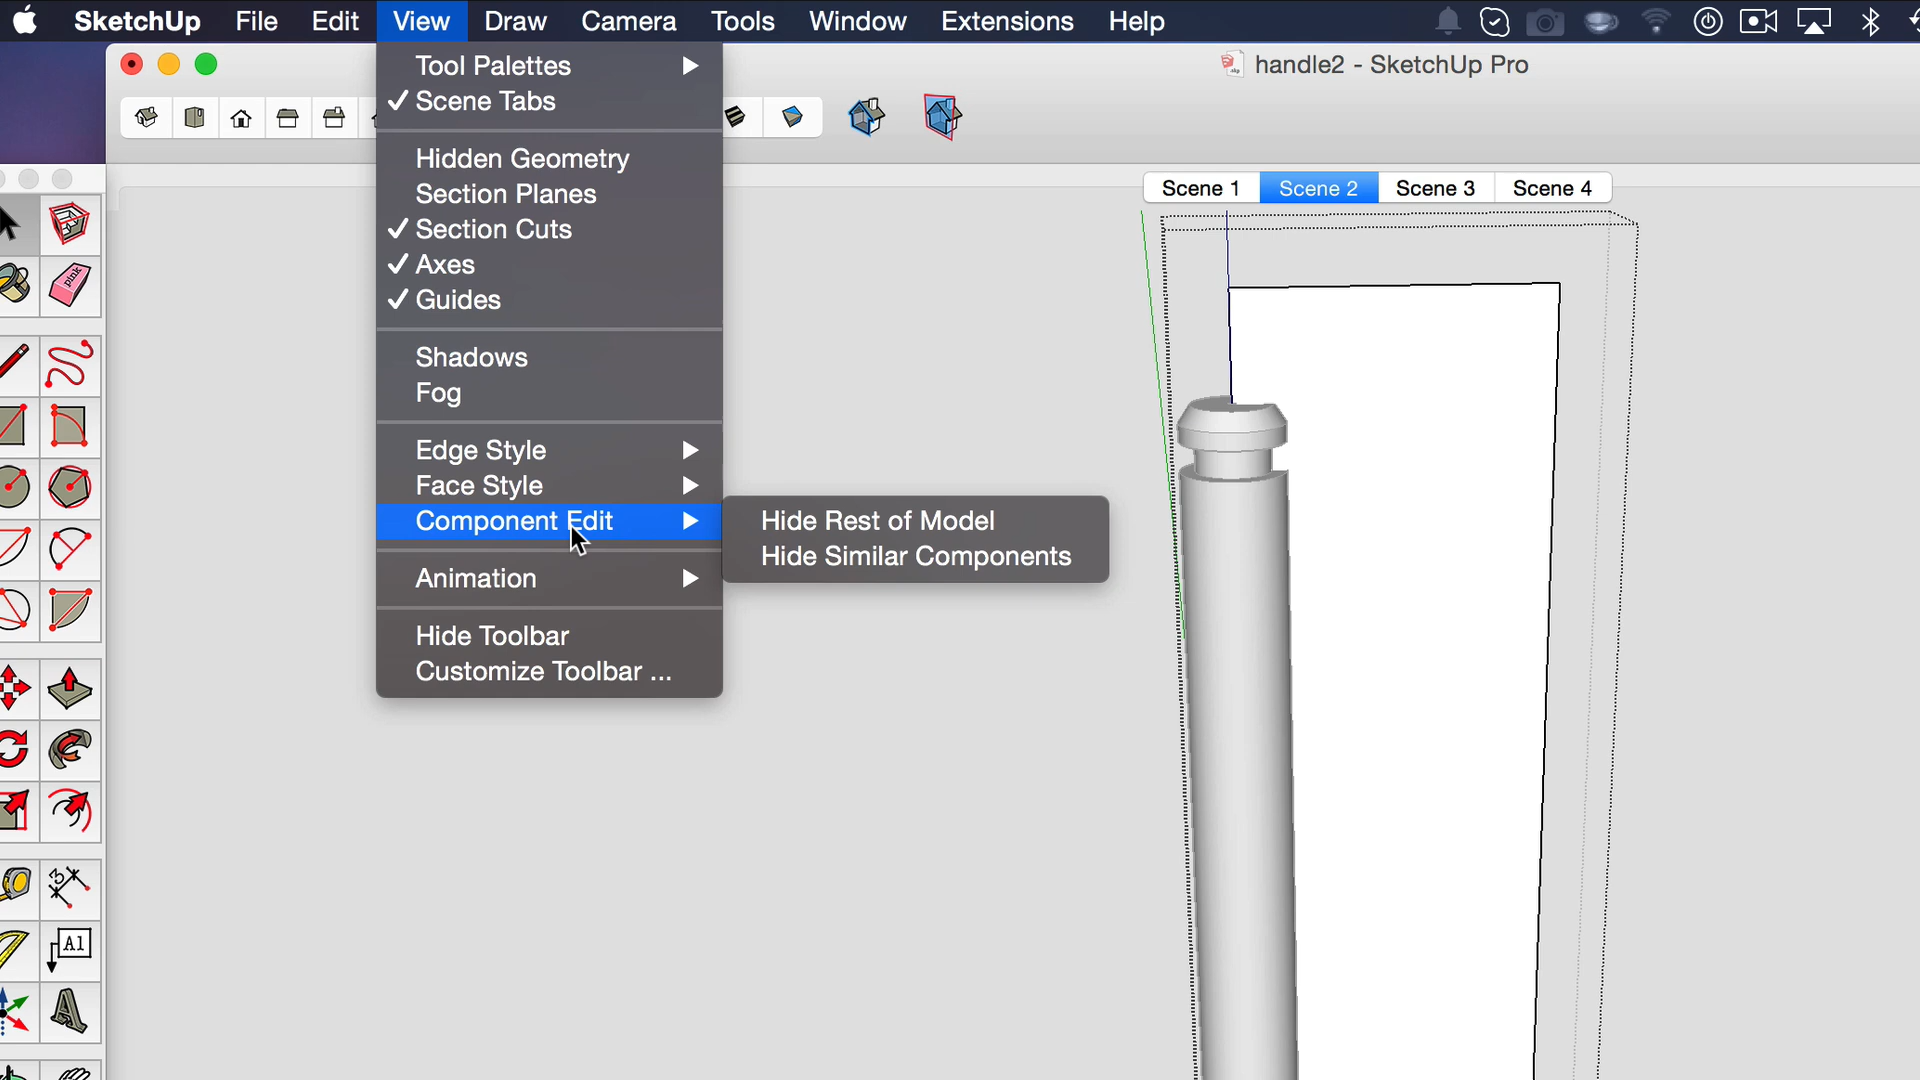 SketchUp File Edit View Draw Camera Tools Window Extensions Help
handle2 - SketchUp Pro
Tool Palettes
Scene Tabs
Hidden Geometry
Section Planes
Section Cuts
Axes
Guides
Shadows
Fog
Edge Style
Face Style
Component Edit
Animation
Hide Toolbar
Customize Toolbar ...
Hide Rest of Model
Hide Similar Components
Scene 1 Scene 2 Scene 3 Scene 4
pink
3
A1
A